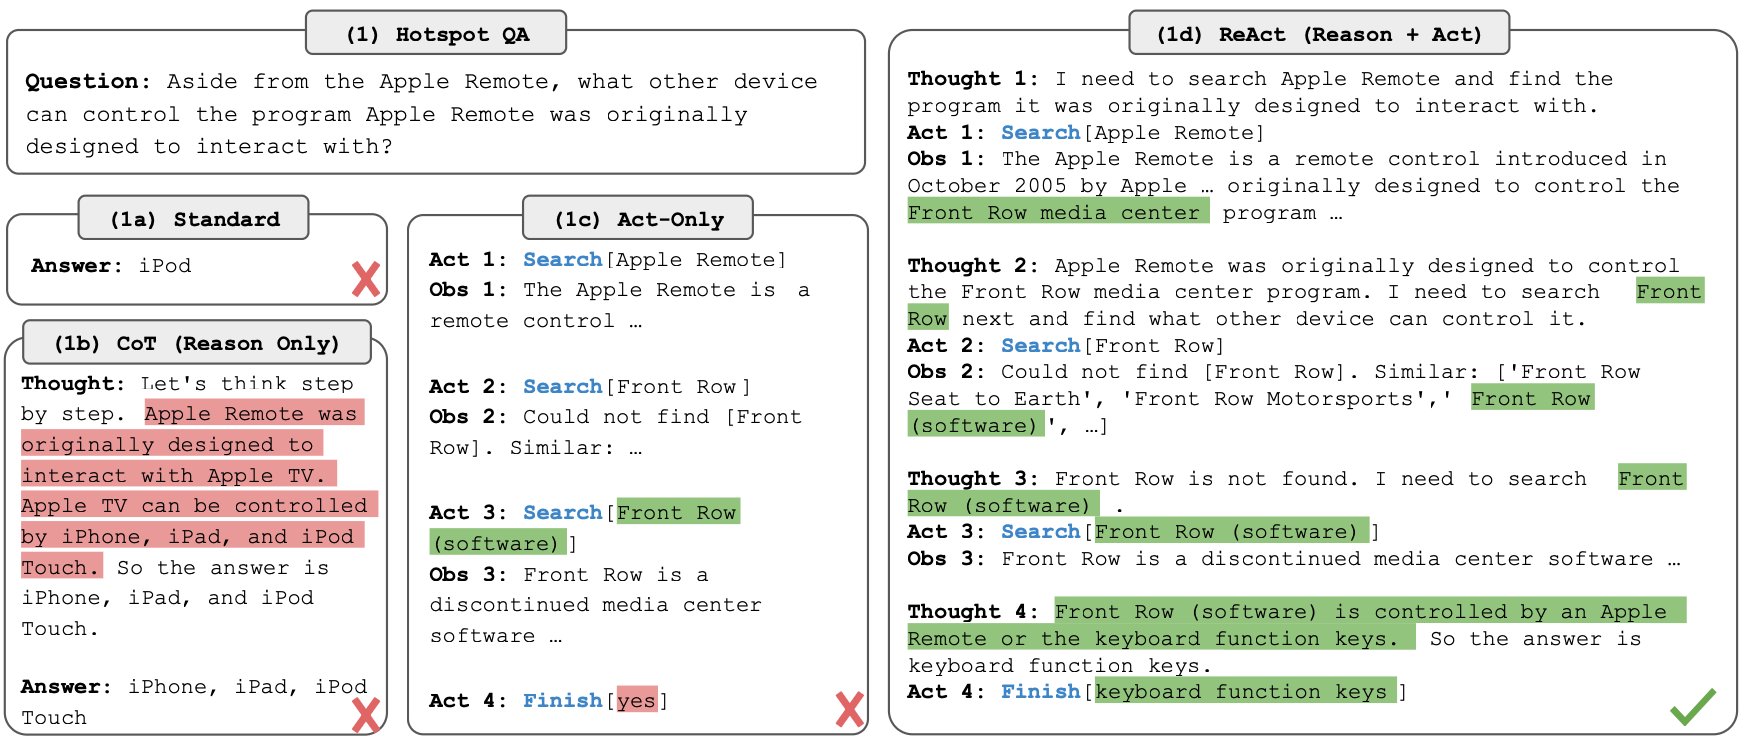 (1) Hotspot QA
Question: Aside from the Apple Remote, what other device
can control the program Apple Remote was originally
designed to interact with?
(1a) Standard
Answer: iPod
(1b) CoT (Reason Only)
Thought: Let's think step
by step. Apple Remote was
originally designed to
interact with Apple TV.
Apple TV can be controlled
by iPhone, iPad, and iPod
Touch. So the answer is
iPhone, iPad, and iPod
Touch.
Answer: iPhone, iPad, iPod
Touch
(1c) Act-Only
Act 1: Search[Apple Remote]
Obs 1: The Apple Remote is a
remote control …
Act 2: Search[Front Row]
Obs 2: Could not find [Front
Row]. Similar: …
Act 3: Search[Front Row
(software)]
Obs 3: Front Row is a
discontinued media center
software …
Act 4: Finish[yes]
(1d) ReAct (Reason + Act)
Thought 1: I need to search Apple Remote and find the
program it was originally designed to interact with.
Act 1: Search[Apple Remote]
Obs 1: The Apple Remote is a remote control introduced in
October 2005 by Apple … originally designed to control the
Front Row media center program …
Thought 2: Apple Remote was originally designed to control
the Front Row media center program. I need to search Front
Row next and find what other device can control it.
Act 2: Search[Front Row]
Obs 2: Could not find [Front Row]. Similar: ['Front Row
Seat to Earth', 'Front Row Motorsports',' Front Row
(software)', …]
Thought 3: Front Row is not found. I need to search Front
Row (software) .
Act 3: Search[Front Row (software)]
Obs 3: Front Row is a discontinued media center software …
Thought 4: Front Row (software) is controlled by an Apple
Remote or the keyboard function keys. So the answer is
keyboard function keys.
Act 4: Finish[keyboard function keys]